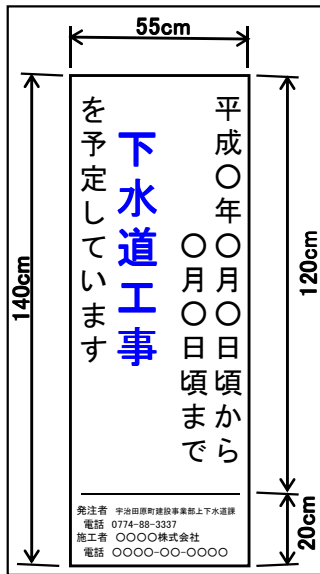 55cm
140cm
120cm
20cm
平成〇年〇月〇日頃から
〇月〇日頃まで
下水道工事
を予定しています
発注者 宇治田原町建設事業部上下水道課
電話 0774-88-3337
施工者 〇〇〇〇株式会社
電話 〇〇〇〇-〇〇-〇〇〇〇